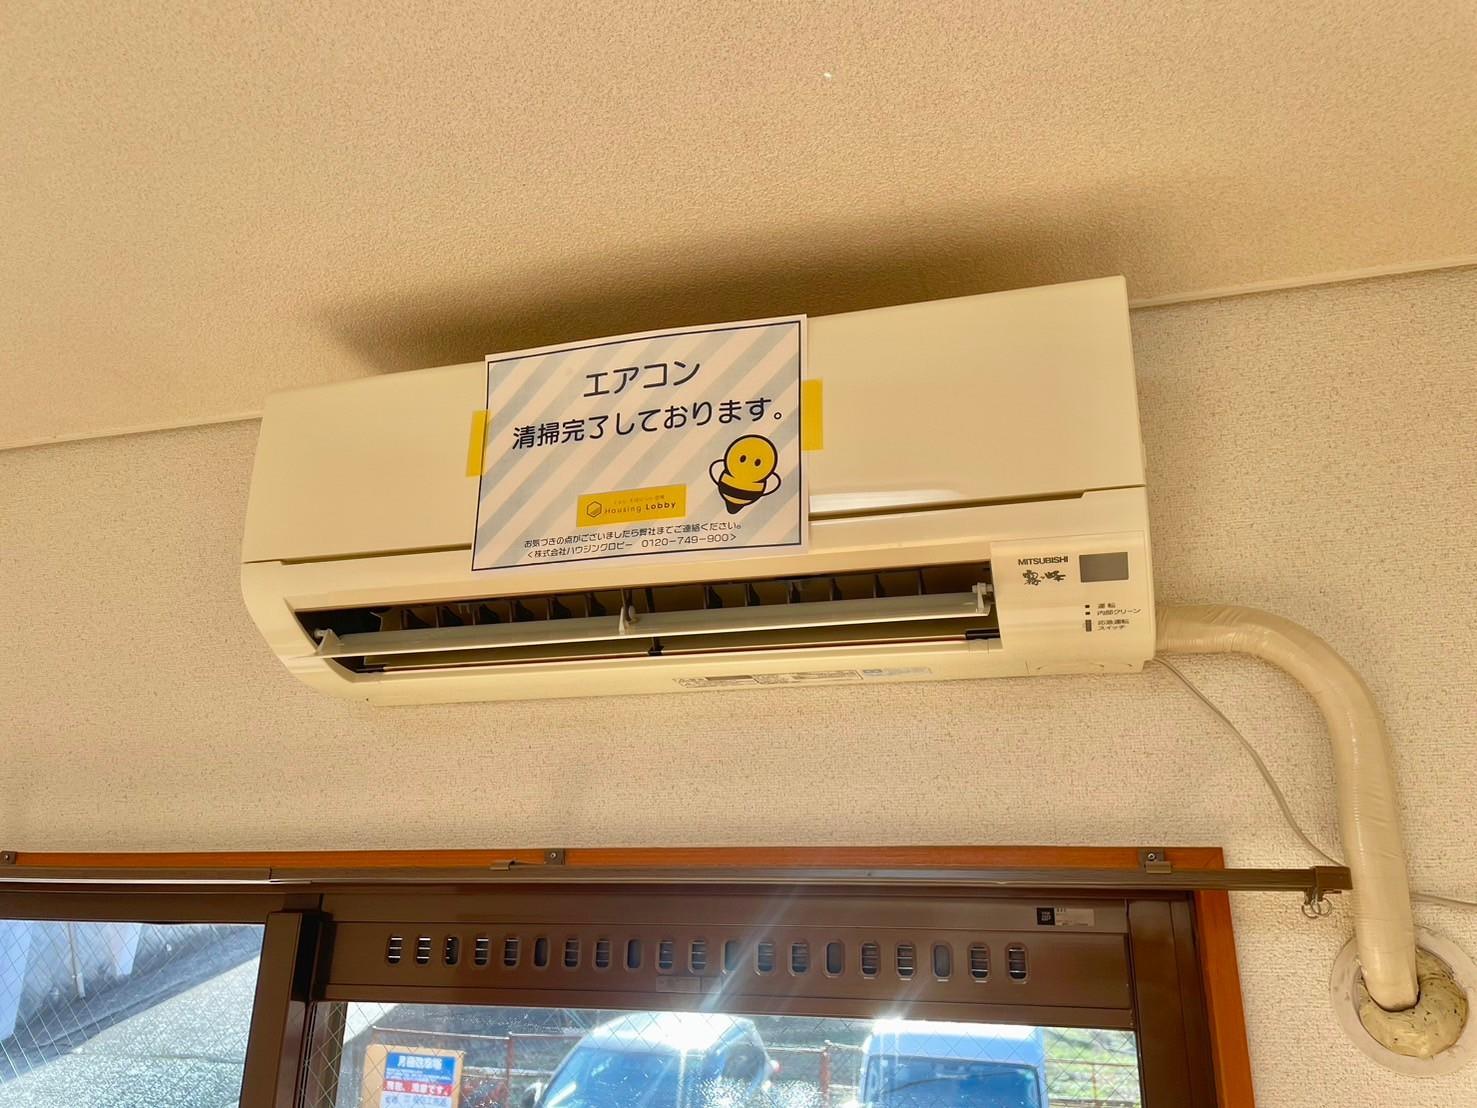 エアコン
清掃完了しております。
Housing Lobby
お気づきの点がございましたら弊社までご連絡ください。
<株式会社ハウジングロビー 0120-749-900>
MITSUBISHI
霧ヶ峰
運転
内部クリーン
応急運転
スイッチ